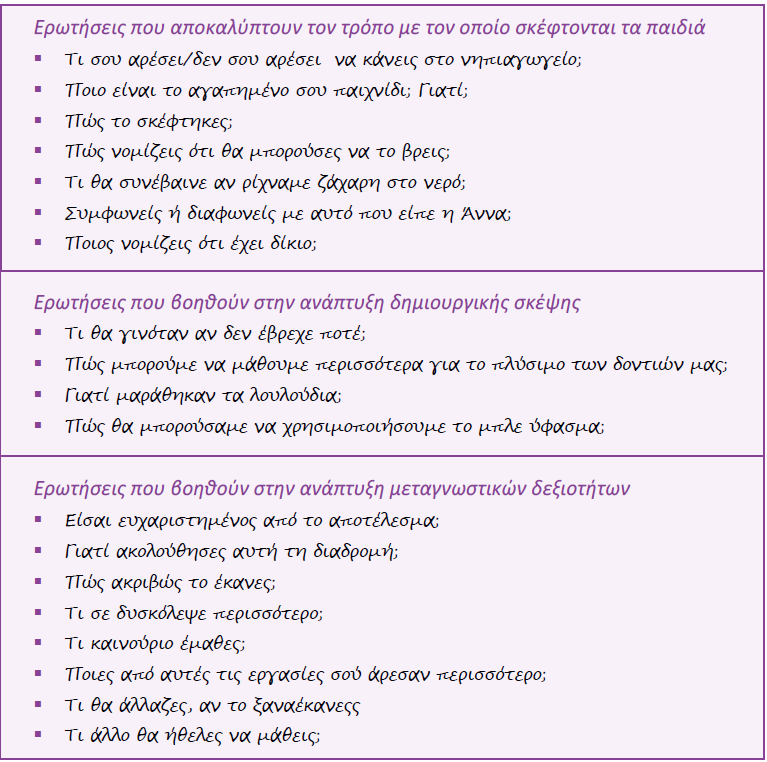 Ερωτήσεις που αποκαλύπτουν τον τρόπο με τον οποίο σκέφτονται τα παιδιά
▪ Τι σου αρέσει/δεν σου αρέσει να κάνεις στο νηπιαγωγείο;
▪ Ποιο είναι το αγαπημένο σου παιχνίδι; Γιατί;
▪ Πώς το σκέφτηκες;
▪ Πώς νομίζεις ότι θα μπορούσες να το βρεις;
▪ Τι θα συνέβαινε αν ρίχναμε ζάχαρη στο νερό;
▪ Συμφωνείς ή διαφωνείς με αυτό που είπε η Άννα;
▪ Ποιος νομίζεις ότι έχει δίκιο;
Ερωτήσεις που βοηθούν στην ανάπτυξη δημιουργικής σκέψης
▪ Τι θα γινόταν αν δεν έβρεχε ποτέ;
▪ Πώς μπορούμε να μάθουμε περισσότερα για το πλύσιμο των δοντιών μας;
▪ Γιατί μαράθηκαν τα λουλούδια;
▪ Πώς θα μπορούσαμε να χρησιμοποιήσουμε το μπλε ύφασμα;
Ερωτήσεις που βοηθούν στην ανάπτυξη μεταγνωστικών δεξιοτήτων
▪ Είσαι ευχαριστημένος από το αποτέλεσμα;
▪ Γιατί ακολούθησες αυτή τη διαδρομή;
▪ Πώς ακριβώς το έκανες;
▪ Τι σε δυσκόλεψε περισσότερο;
▪ Τι καινούριο έμαθες;
▪ Ποιες από αυτές τις εργασίες σού άρεσαν περισσότερο;
▪ Τι θα άλλαζες, αν το ξαναέκανεςς
▪ Τι άλλο θα ήθελες να μάθεις;